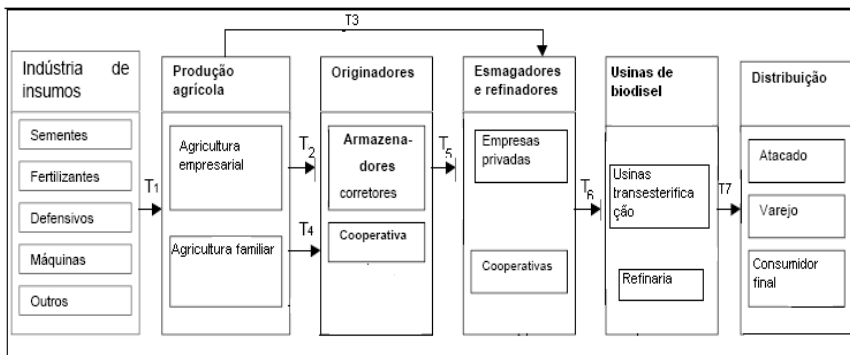 T3
Indústria de
insumos
Sementes
Fertilizantes
Defensivos
Máquinas
Outros
T1
Produção
agrícola
Agricultura
empresarial
Agricultura familiar
T2
T4
Originadores
Armazena-
dores
corretores
Cooperativa
T5
Esmagadores
e refinadores
Empresas
privadas
Cooperativas
T6
Usinas de
biodisel
Usinas
transesterifica
ção
Refinaria
T7
Distribuição
Atacado
Varejo
Consumidor
final